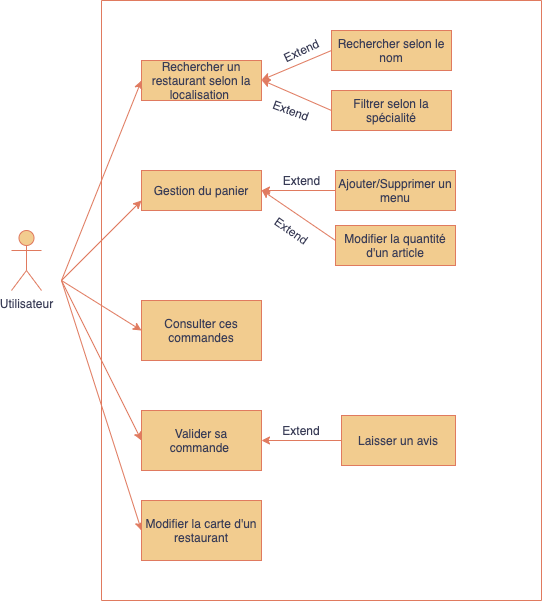 Rechercher un
restaurant selon la
localisation
Extend
Rechercher selon le
nom
Extend
Filtrer selon la
spécialité
Gestion du panier
Extend
Ajouter/Supprimer un
menu
Extend
Modifier la quantité
d'un article
Utilisateur
Consulter ces
commandes
Valider sa
commande
Extend
Laisser un avis
Modifier la carte d'un
restaurant